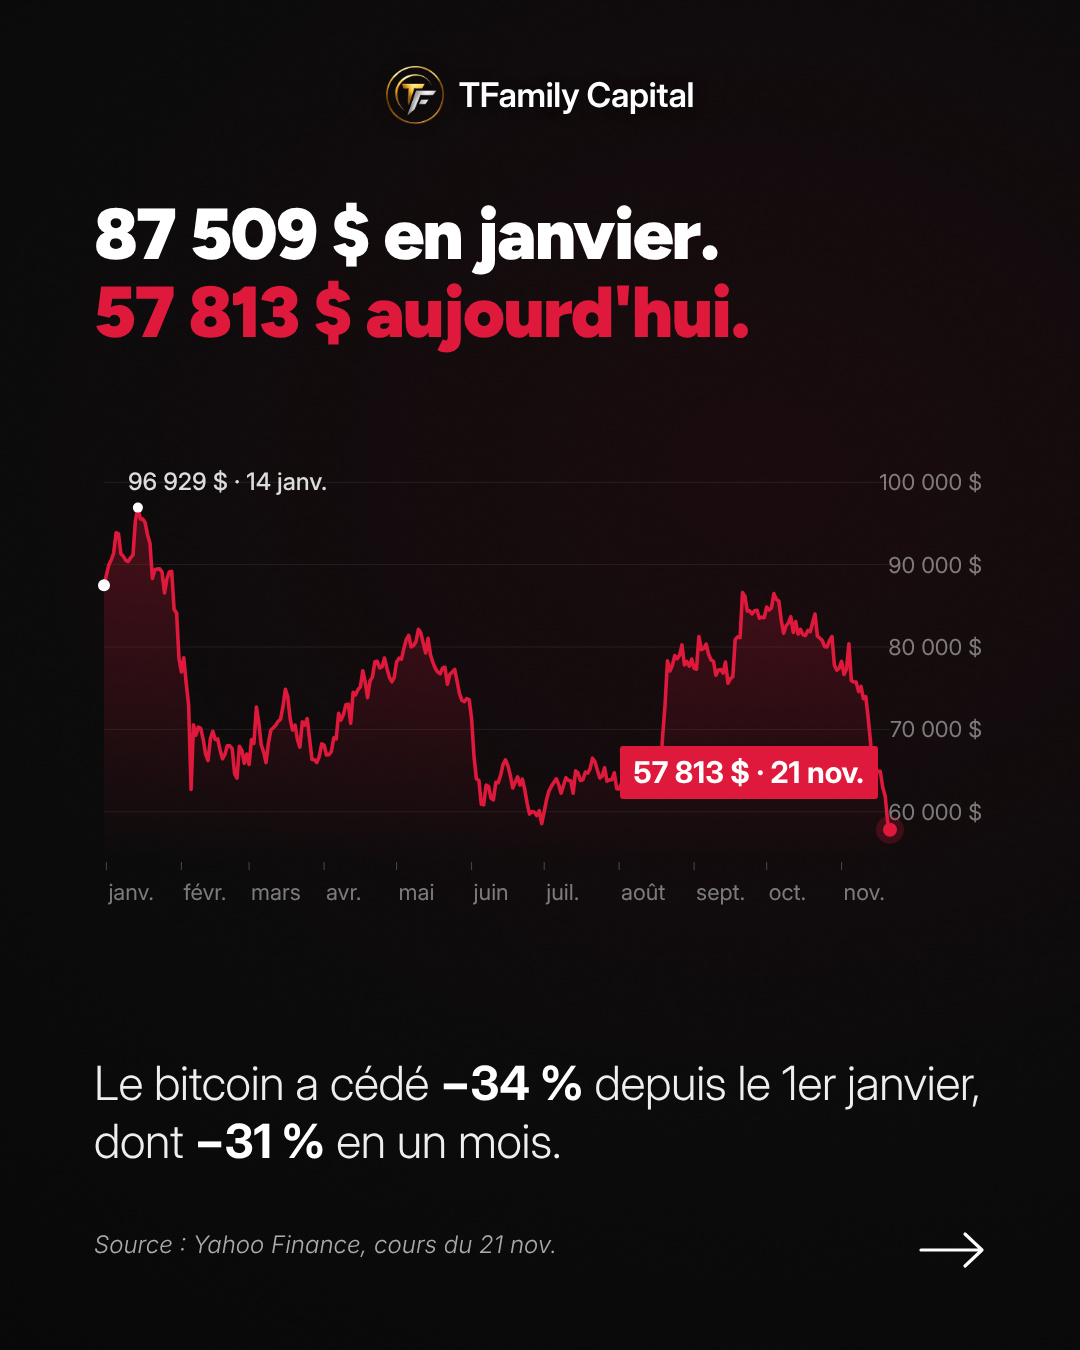 TF TFamily Capital
87 509 $ en janvier.
57 813 $ aujourd'hui.
96 929 $ · 14 janv.
100 000 $
90 000 $
80 000 $
70 000 $
57 813 $ · 21 nov.
60 000 $
janv. févr. mars avr. mai juin juil. août sept. oct. nov.
Le bitcoin a cédé −34 % depuis le 1er janvier,
dont −31 % en un mois.
Source : Yahoo Finance, cours du 21 nov.